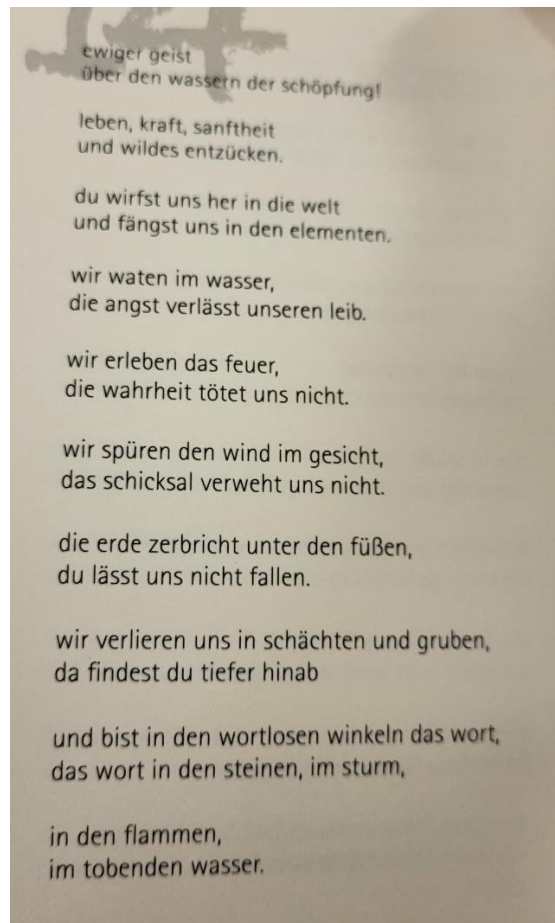 ewiger geist
über den wassern der schöpfung!
leben, kraft, sanftheit
und wildes entzücken.
du wirfst uns her in die welt
und fängst uns in den elementen.
wir waten im wasser,
die angst verlässt unseren leib.
wir erleben das feuer,
die wahrheit tötet uns nicht.
wir spüren den wind im gesicht,
das schicksal verweht uns nicht.
die erde zerbricht unter den füßen,
du lässt uns nicht fallen.
wir verlieren uns in schächten und gruben,
da findest du tiefer hinab
und bist in den wortlosen winkeln das wort,
das wort in den steinen, im sturm,
in den flammen,
im tobenden wasser.